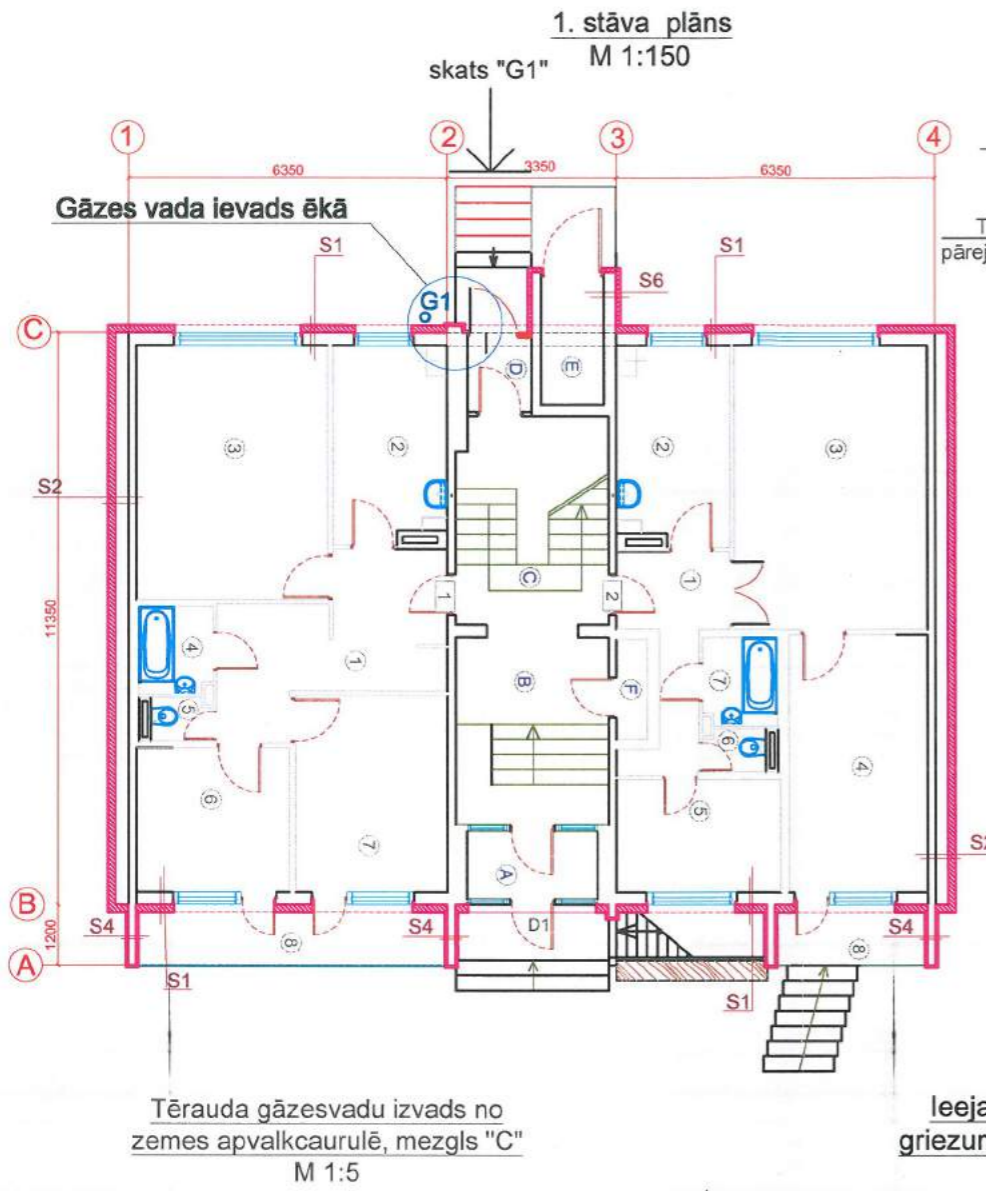 1. stāva plāns
M 1:150
skats "G1"
1 2 3 4
6350 3350 6350
Gāzes vada ievads ēkā
pārej
S1 S1
S6
G1
C
D E
3 2 2 3
S2
C
1
1 2
11350
4 1
5
B F
7
6
4
6 7
5
A
S2
B
D1
1200
S4 S4 S4
8 8
A
S1 S1
Tērauda gāzesvadu izvads no
zemes apvalkcaurulē, mezgls "C"
M 1:5
Ieeja
griezum